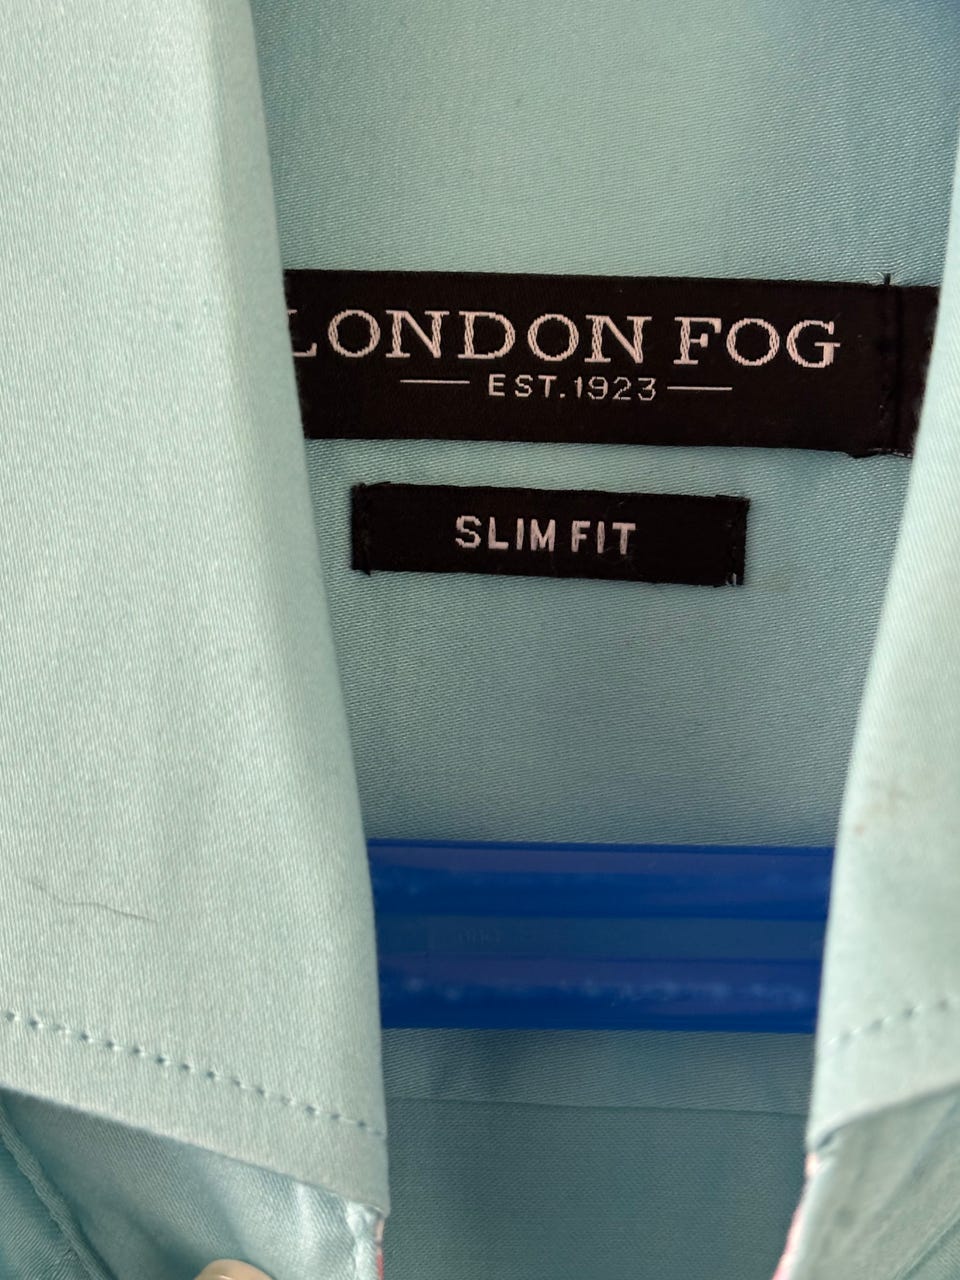 LONDON FOG
EST.1923
SLIM FIT